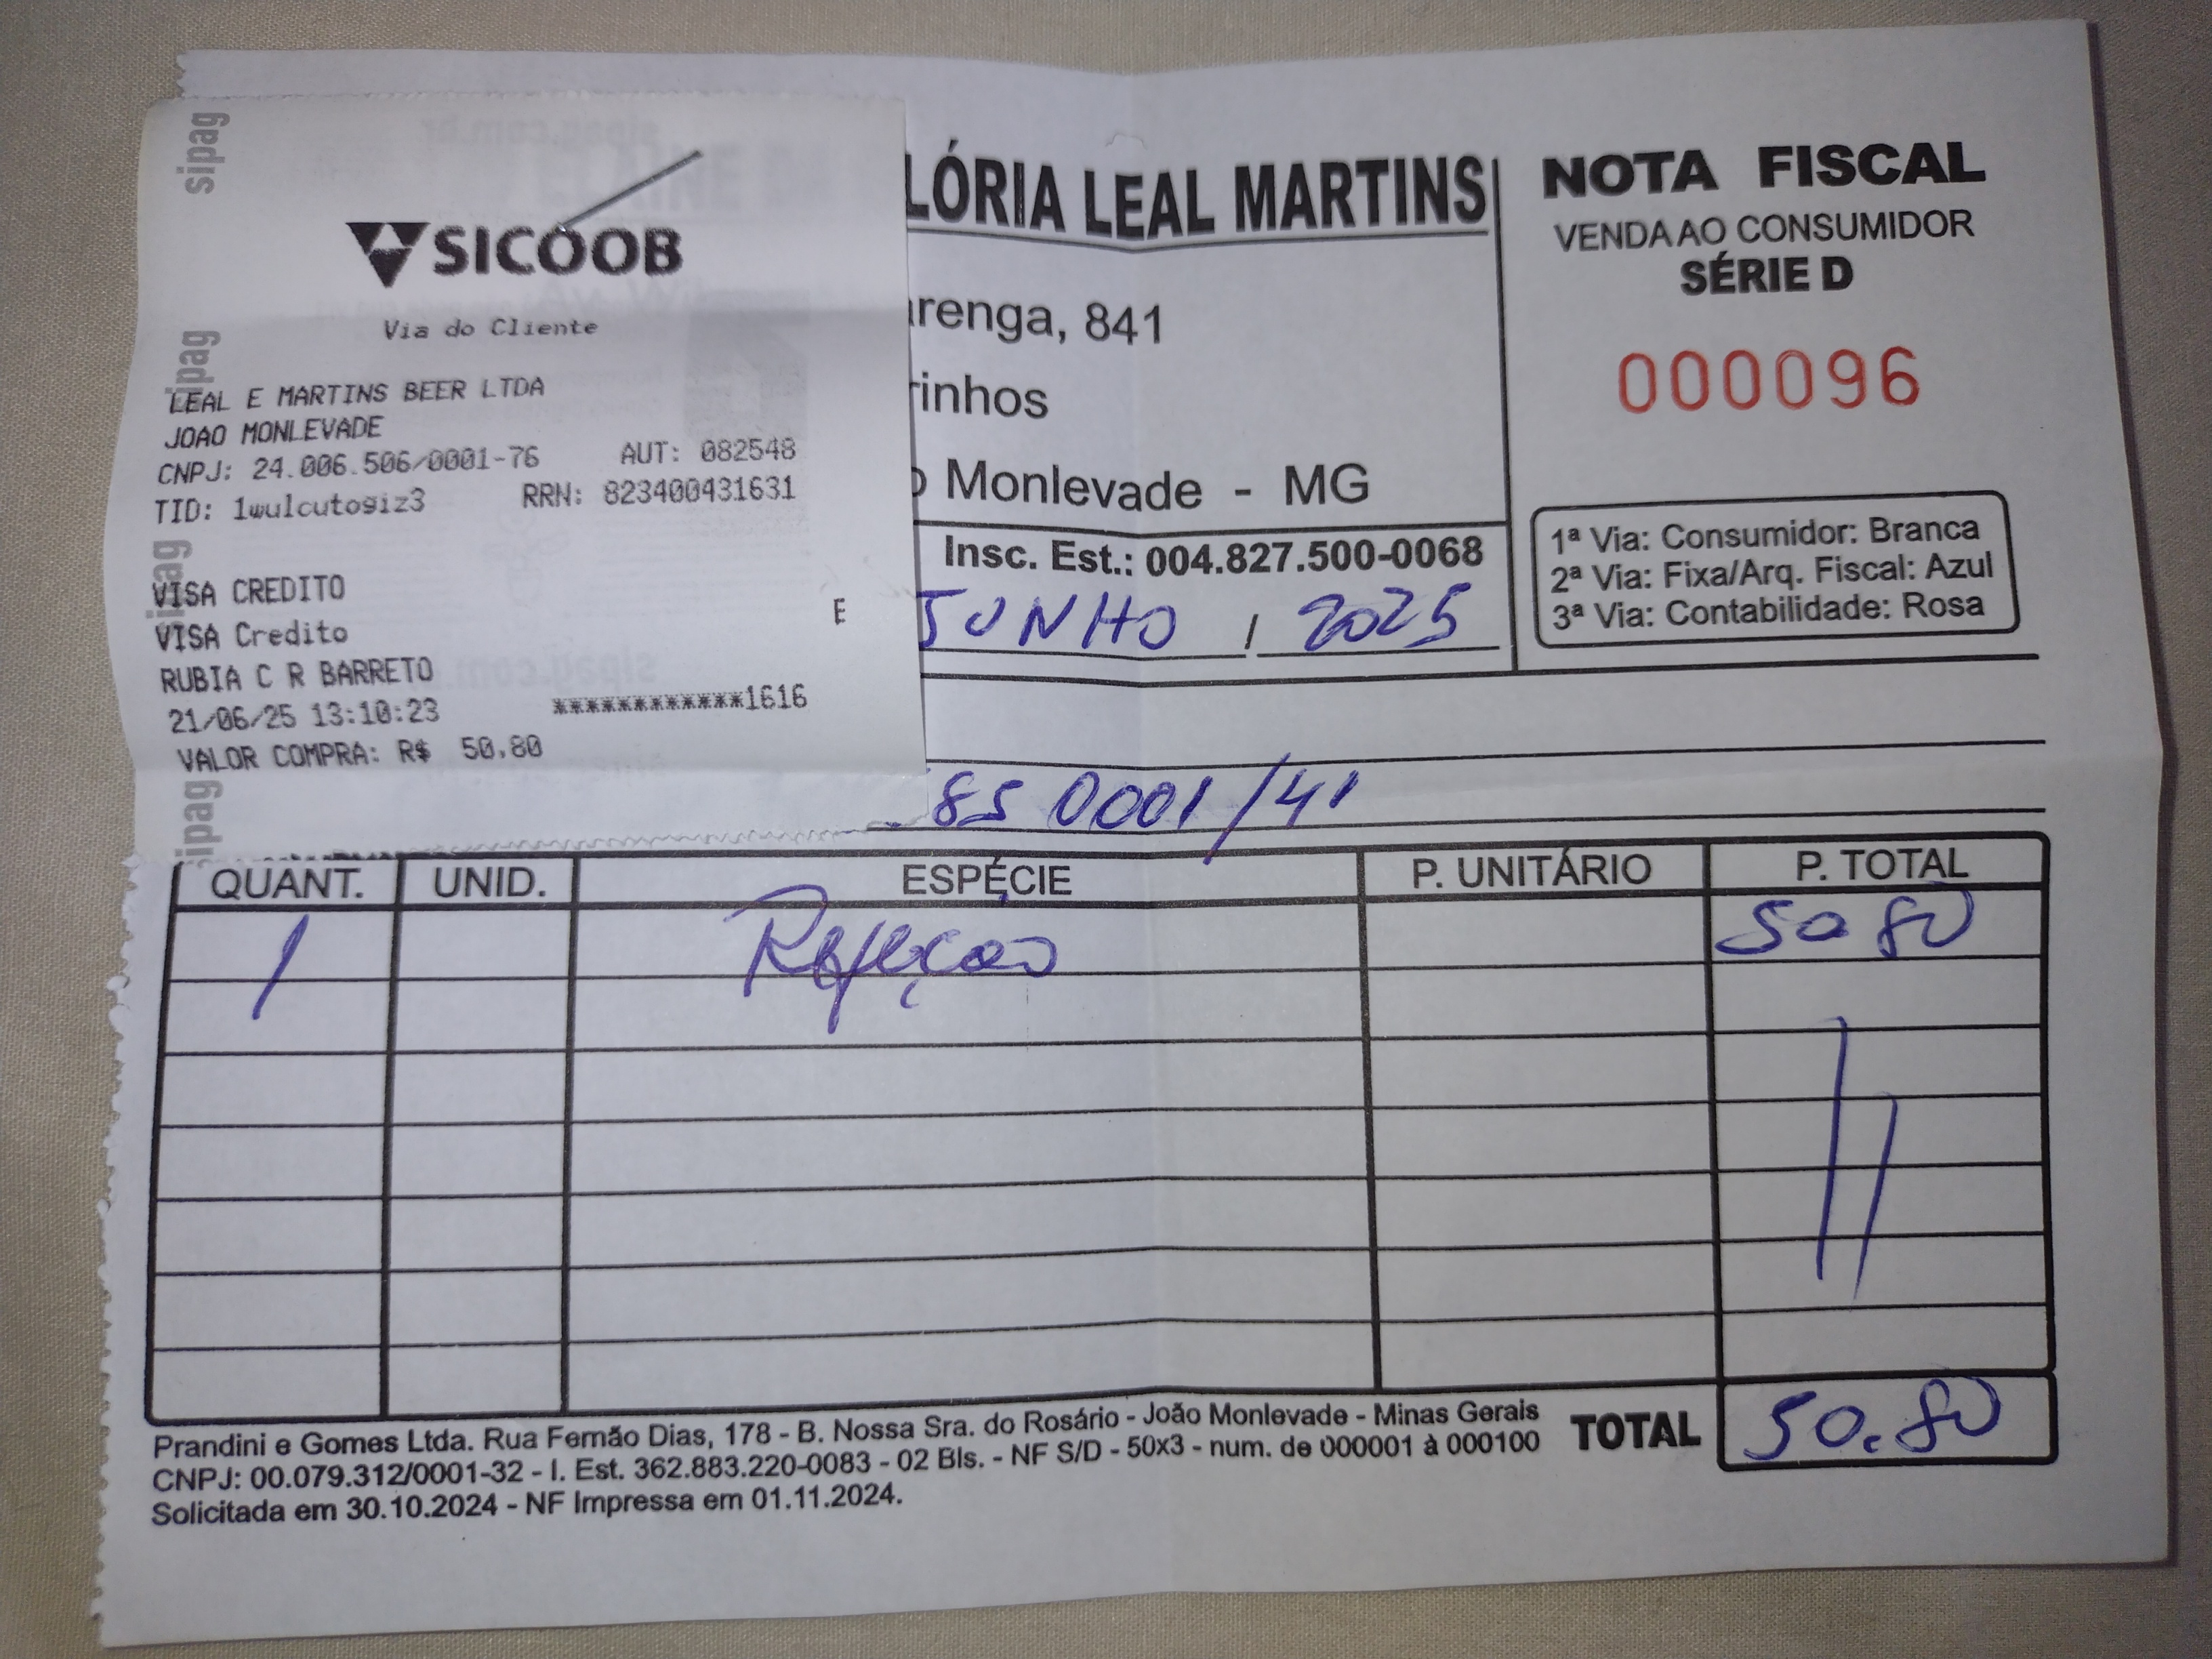 sipag
SICOOB
Via do Cliente
LEAL E MARTINS BEER LTDA
JOAO MONLEVADE
CNPJ: 24.006.506/0001-76 AUT: 082548
TID: 1wulcutogiz3 RRN: 823400431631
VISA CREDITO
VISA Credito E
RUBIA C R BARRETO
21/06/25 13:10:23 ************1616
VALOR COMPRA: R$ 50,80
sipag
sipag
sipag
LÓRIA LEAL MARTINS
renga, 841
rinhos
o Monlevade - MG
Insc. Est.: 004.827.500-0068
JUNHO / 2025
85 0001/41
NOTA FISCAL
VENDA AO CONSUMIDOR
SÉRIE D
000096
1ª Via: Consumidor: Branca
2ª Via: Fixa/Arq. Fiscal: Azul
3ª Via: Contabilidade: Rosa
QUANT. UNID. ESPÉCIE P. UNITÁRIO P. TOTAL
1 Refeição 50 80
TOTAL 50.80
Prandini e Gomes Ltda. Rua Fernão Dias, 178 - B. Nossa Sra. do Rosário - João Monlevade - Minas Gerais
CNPJ: 00.079.312/0001-32 - I. Est. 362.883.220-0083 - 02 Bls. - NF S/D - 50x3 - num. de 000001 à 000100
Solicitada em 30.10.2024 - NF Impressa em 01.11.2024.